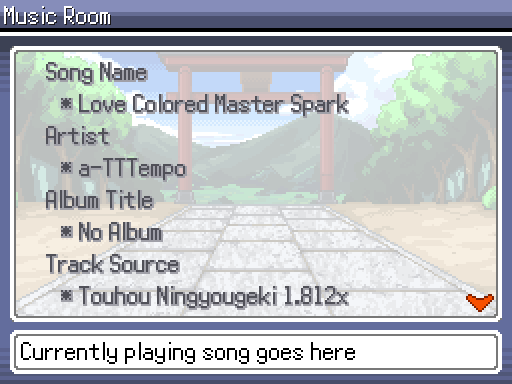 Music Room
Song Name
* Love Colored Master Spark
Artist
* a-TTTempo
Album Title
* No Album
Track Source
* Touhou Ningyougeki 1.812x
Currently playing song goes here